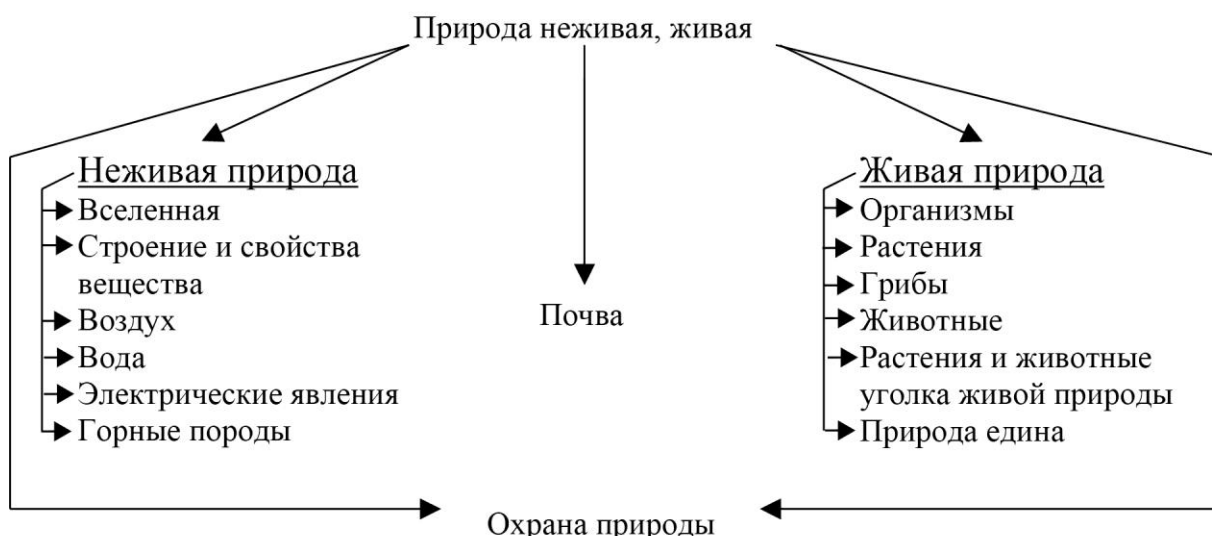 Природа неживая, живая
Неживая природа
Вселенная
Строение и свойства
вещества
Воздух
Вода
Электрические явления
Горные породы
Почва
Живая природа
Организмы
Растения
Грибы
Животные
Растения и животные
уголка живой природы
Природа едина
Охрана природы